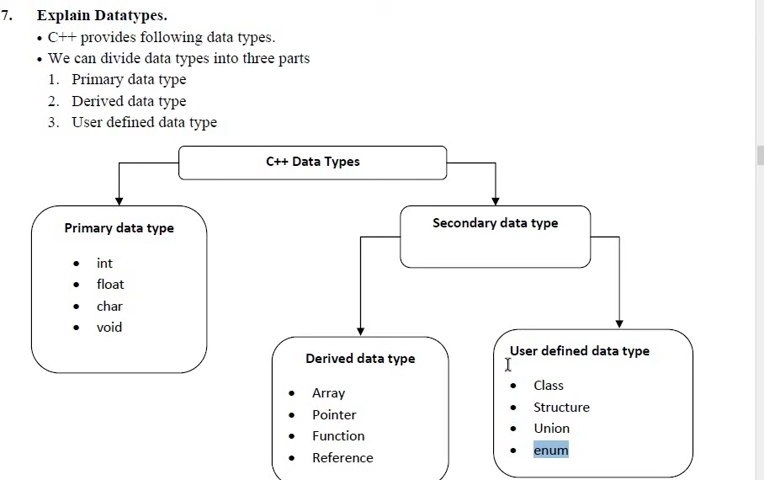 7. Explain Datatypes.
• C++ provides following data types.
• We can divide data types into three parts
1. Primary data type
2. Derived data type
3. User defined data type
C++ Data Types
Primary data type
• int
• float
• char
• void
Secondary data type
Derived data type
• Array
• Pointer
• Function
• Reference
User defined data type
• Class
• Structure
• Union
• enum